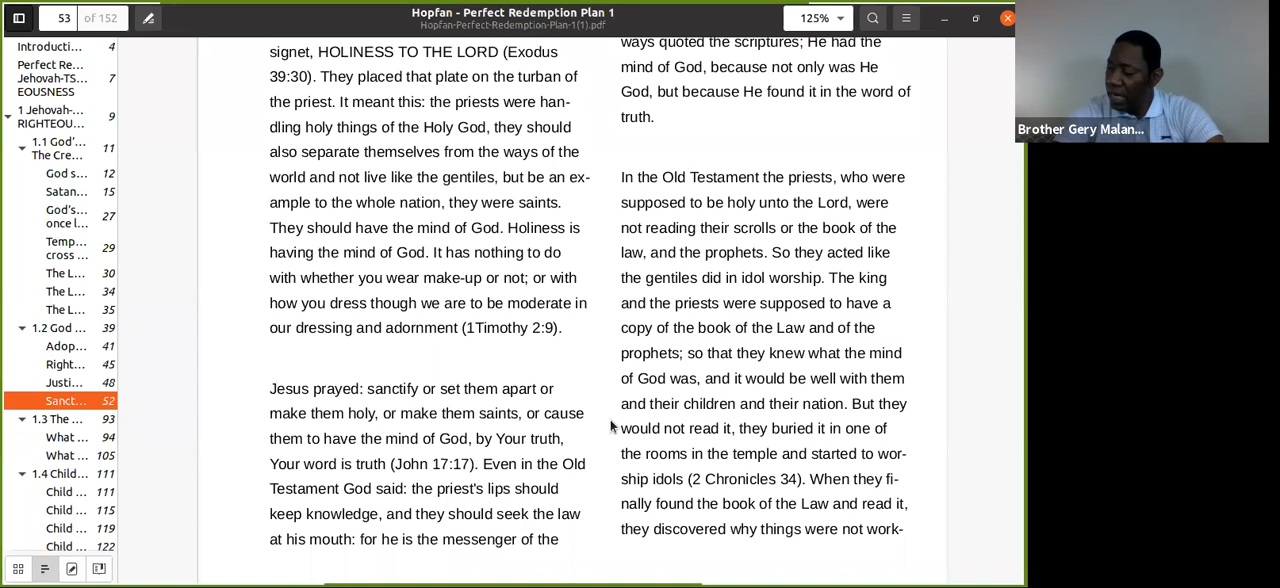 53
of 152
Hopfan - Perfect Redemption Plan 1
Hopfan-Perfect-Redemption-Plan-1(1).pdf
125%
Introducti... 4
Perfect Re...
Jehovah-TS... 7
EOUSNESS
1 Jehovah-... 9
RIGHTEOU...
1.1 God'... 11
The Cre...
God s... 12
Satan... 15
God's... 27
once l...
Temp... 29
cross ...
The L... 30
The L... 34
The L... 35
1.2 God ... 39
Adop... 41
Right... 45
Justi... 48
Sanct... 52
1.3 The ... 93
What ... 94
What ... 105
1.4 Child... 111
Child ... 111
Child ... 115
Child ... 119
Child ... 122
signet, HOLINESS TO THE LORD (Exodus
39:30). They placed that plate on the turban of
the priest. It meant this: the priests were han-
dling holy things of the Holy God, they should
also separate themselves from the ways of the
world and not live like the gentiles, but be an ex-
ample to the whole nation, they were saints.
They should have the mind of God. Holiness is
having the mind of God. It has nothing to do
with whether you wear make-up or not; or with
how you dress though we are to be moderate in
our dressing and adornment (1Timothy 2:9).
Jesus prayed: sanctify or set them apart or
make them holy, or make them saints, or cause
them to have the mind of God, by Your truth,
Your word is truth (John 17:17). Even in the Old
Testament God said: the priest's lips should
keep knowledge, and they should seek the law
at his mouth: for he is the messenger of the
ways quoted the scriptures; He had the
mind of God, because not only was He
God, but because He found it in the word of
truth.
In the Old Testament the priests, who were
supposed to be holy unto the Lord, were
not reading their scrolls or the book of the
law, and the prophets. So they acted like
the gentiles did in idol worship. The king
and the priests were supposed to have a
copy of the book of the Law and of the
prophets; so that they knew what the mind
of God was, and it would be well with them
and their children and their nation. But they
would not read it, they buried it in one of
the rooms in the temple and started to wor-
ship idols (2 Chronicles 34). When they fi-
nally found the book of the Law and read it,
they discovered why things were not work-
Brother Gery Malan...